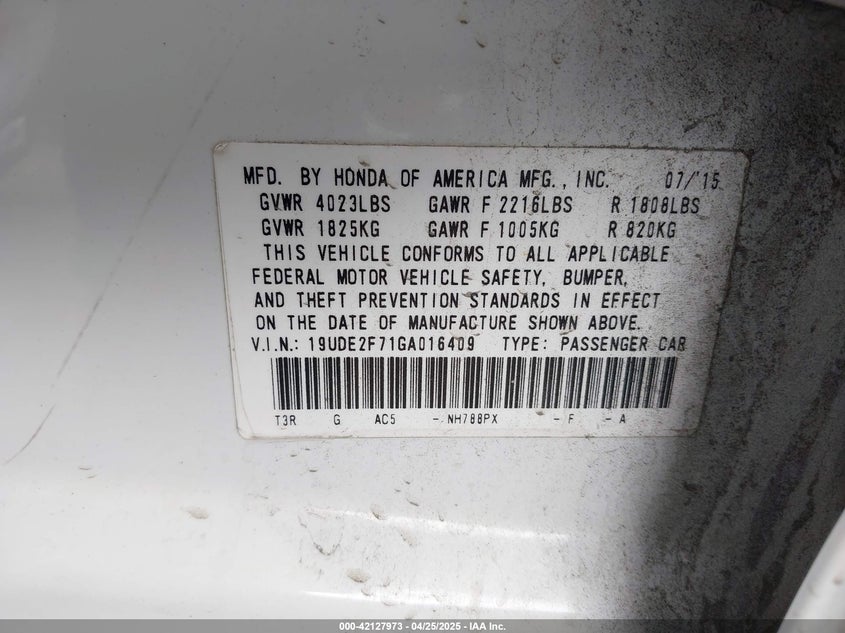 MFD. BY HONDA OF AMERICA MFG., INC. 07/'15
GVWR 4023LBS GAWR F 2216LBS R 1808LBS
GVWR 1825KG GAWR F 1005KG R 820KG
THIS VEHICLE CONFORMS TO ALL APPLICABLE
FEDERAL MOTOR VEHICLE SAFETY, BUMPER,
AND THEFT PREVENTION STANDARDS IN EFFECT
ON THE DATE OF MANUFACTURE SHOWN ABOVE.
V.I.N.: 19UDE2F71GA016409 TYPE: PASSENGER CAR
T3R G AC5 - NH788PX - F - A
000-42127973 | 04/25/2025 - IAA Inc.